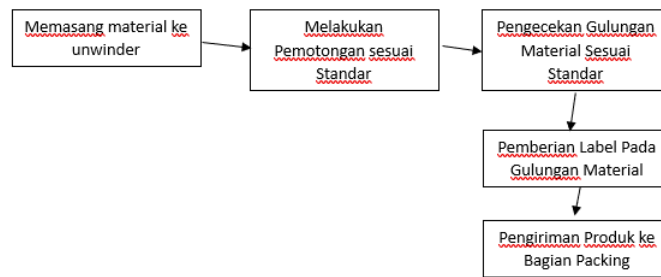 Memasang material ke
unwinder
Melakukan
Pemotongan sesuai
Standar
Pengecekan Gulungan
Material Sesuai
Standar
Pemberian Label Pada
Gulungan Material
Pengiriman Produk ke
Bagian Packing